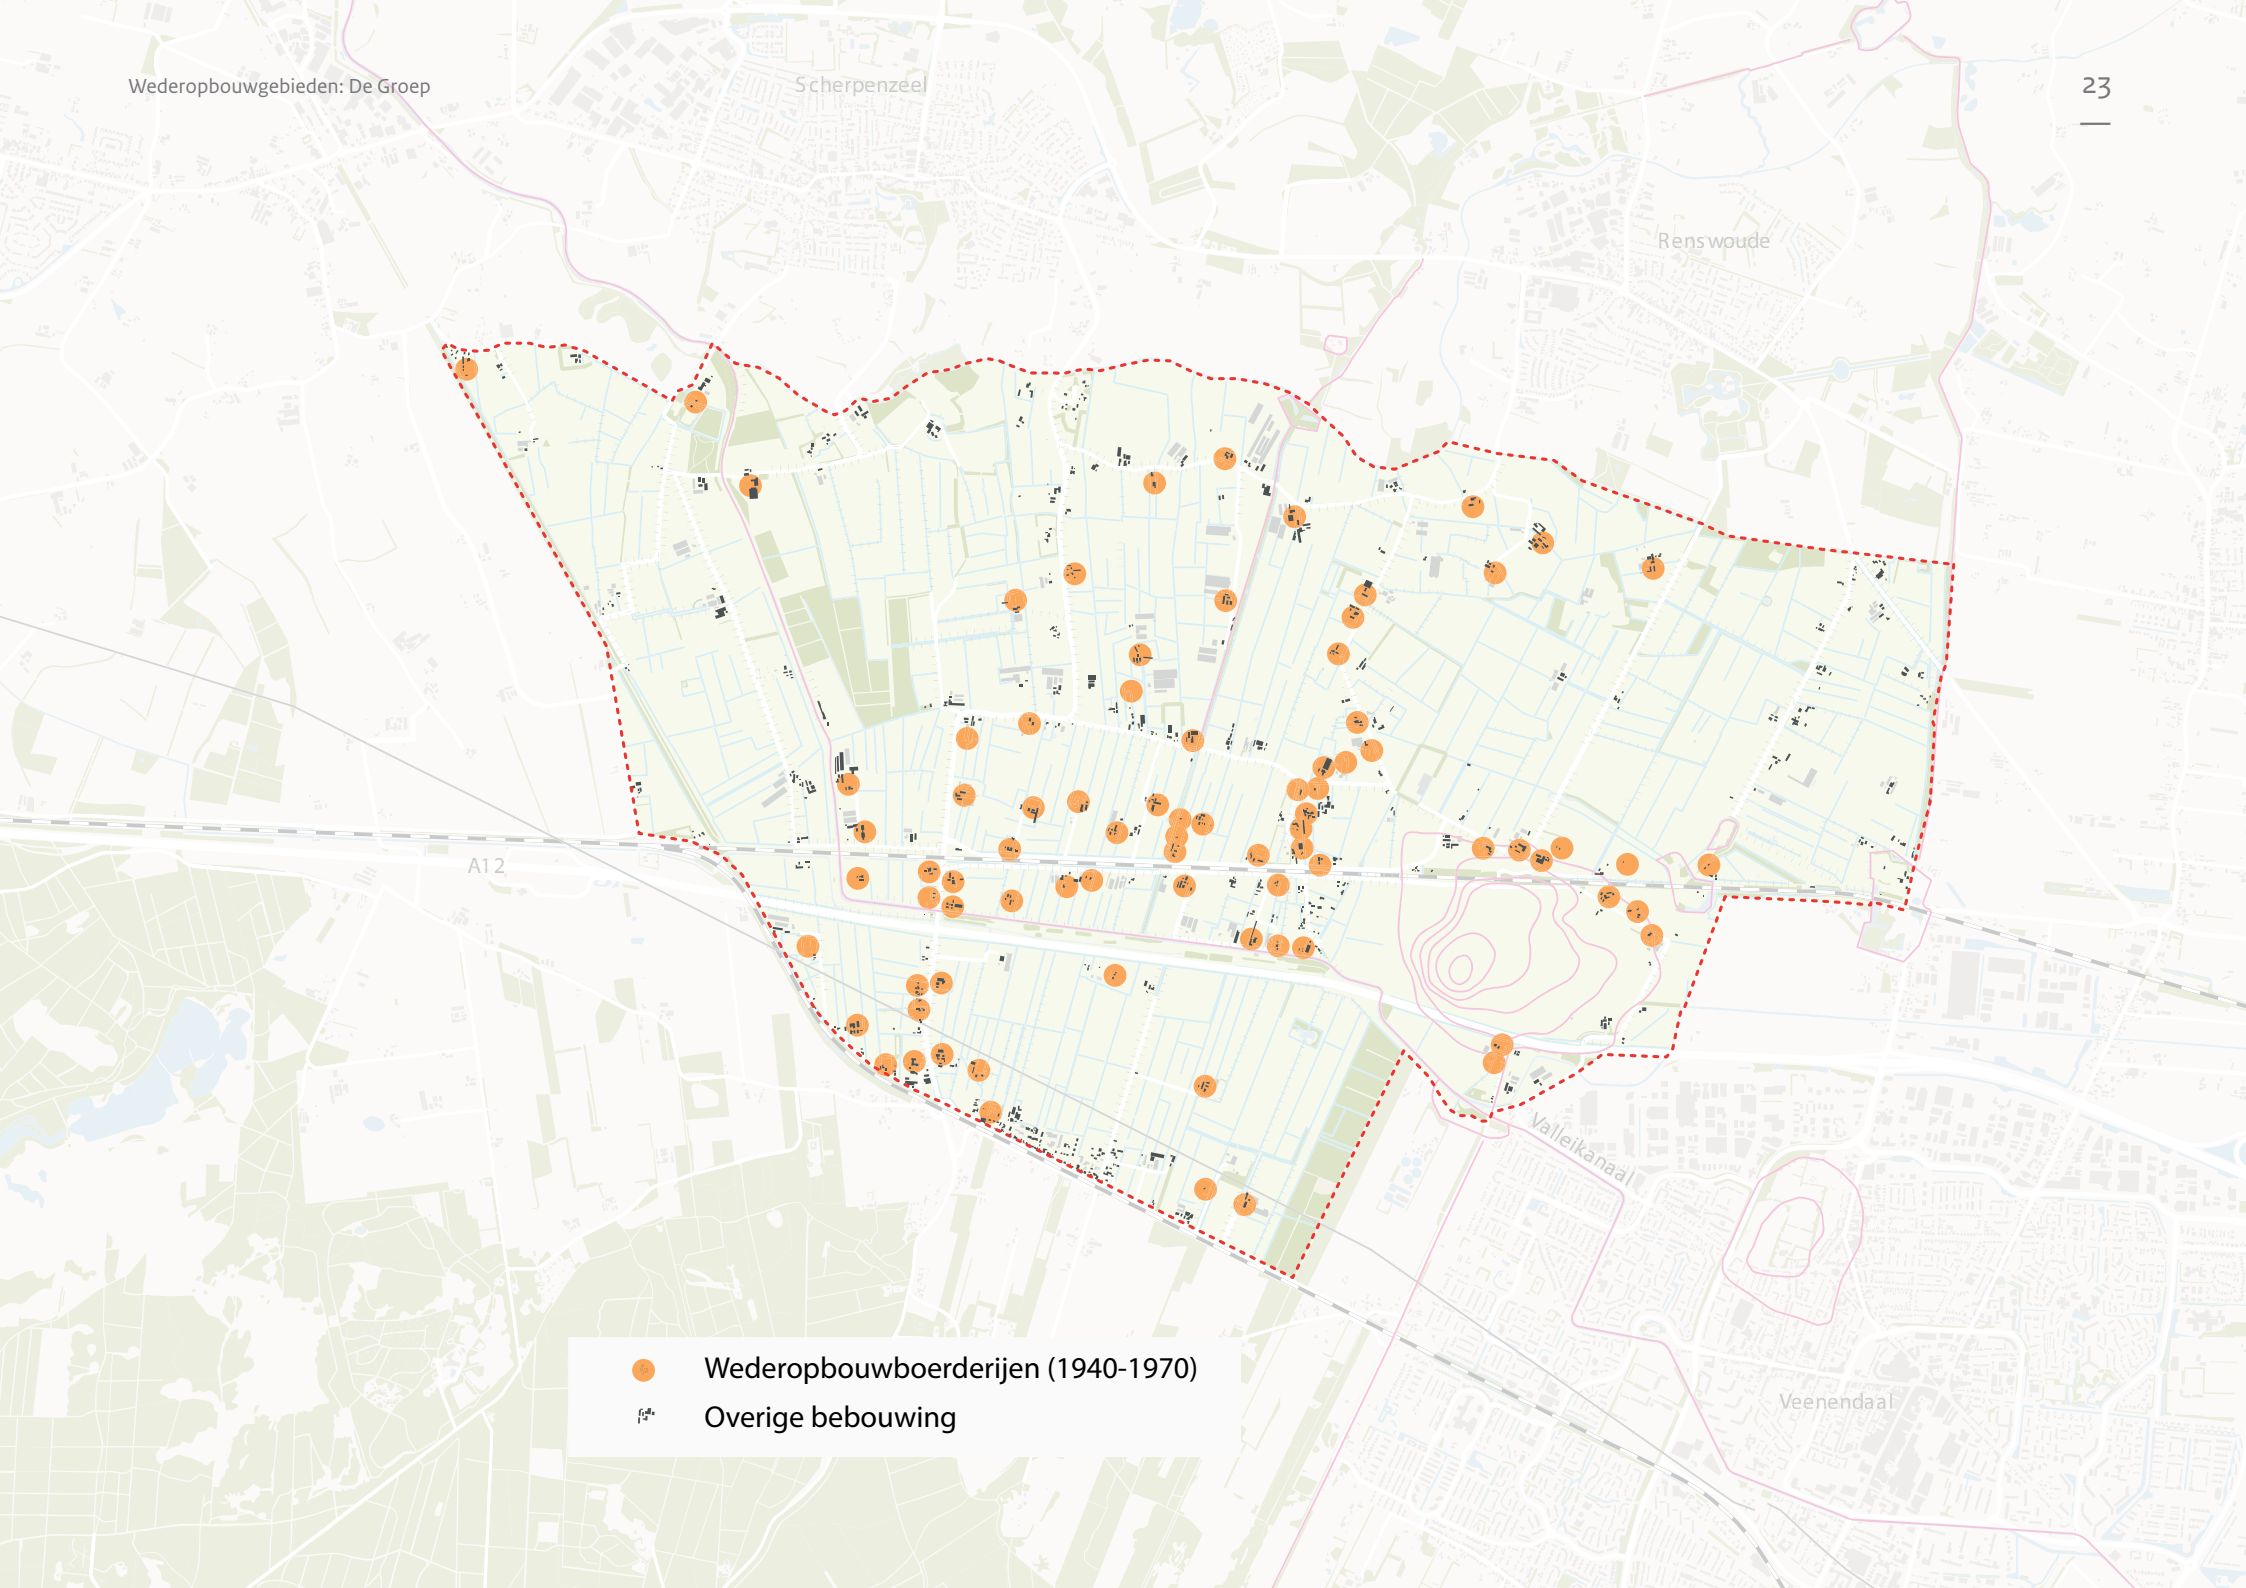 Wederopbouwgebieden: De Groep
23
Scherpenzeel
Renswoude
A12
Valleikanaal
Veenendaal
Wederopbouwboerderijen (1940-1970)
Overige bebouwing